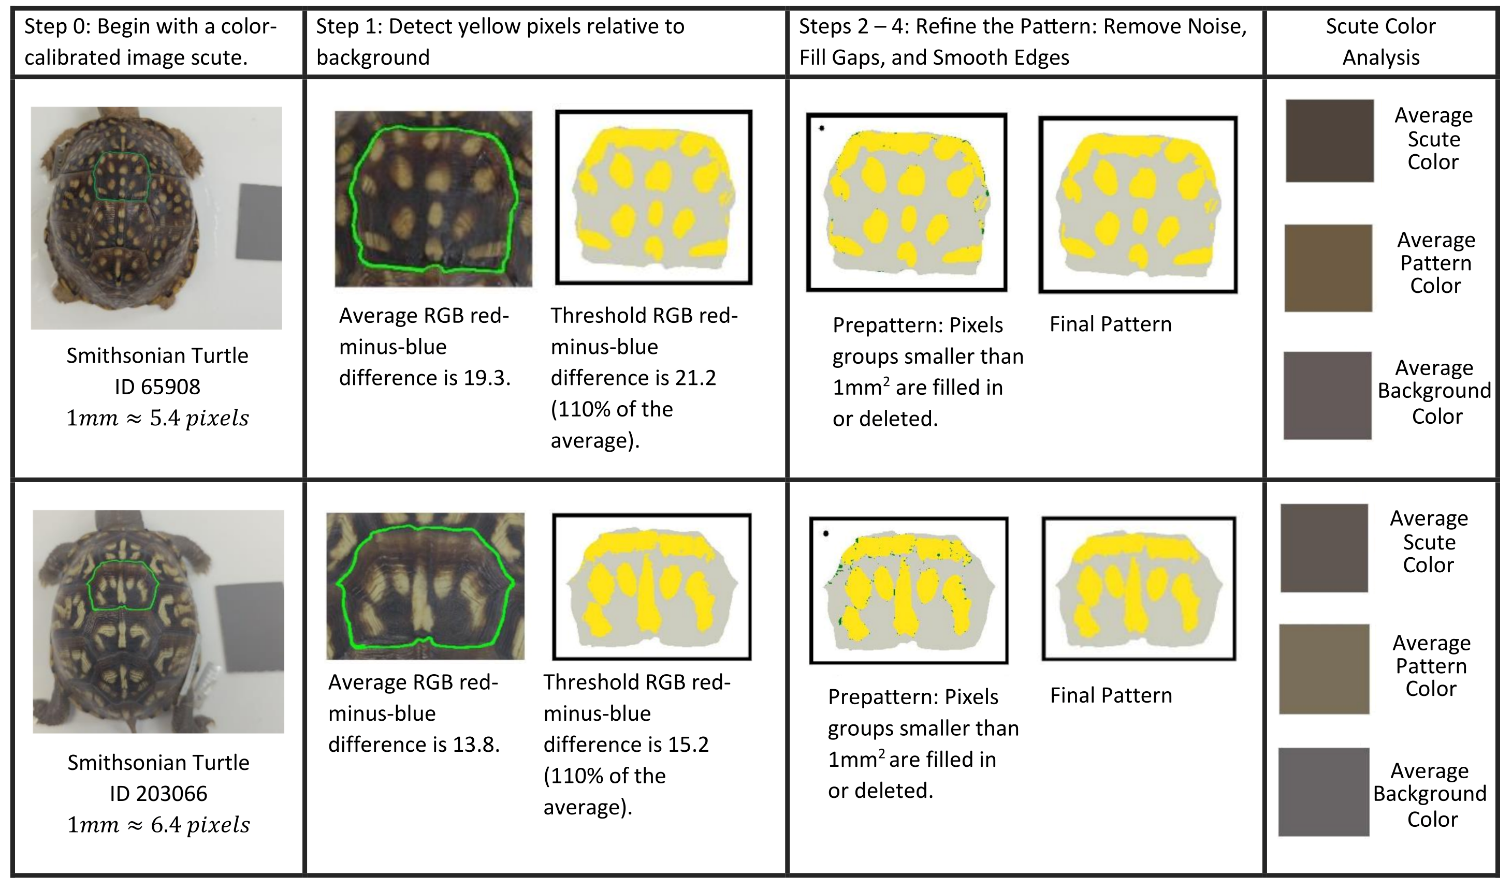 Step 0: Begin with a color-
calibrated image scute.
Step 1: Detect yellow pixels relative to
background
Steps 2 – 4: Refine the Pattern: Remove Noise,
Fill Gaps, and Smooth Edges
Scute Color
Analysis
Smithsonian Turtle
ID 65908
1mm ≈ 5.4 pixels
Average RGB red-
minus-blue
difference is 19.3.
Threshold RGB red-
minus-blue
difference is 21.2
(110% of the
average).
Prepattern: Pixels
groups smaller than
1mm² are filled in
or deleted.
Final Pattern
Average
Scute
Color
Average
Pattern
Color
Average
Background
Color
Smithsonian Turtle
ID 203066
1mm ≈ 6.4 pixels
Average RGB red-
minus-blue
difference is 13.8.
Threshold RGB red-
minus-blue
difference is 15.2
(110% of the
average).
Prepattern: Pixels
groups smaller than
1mm² are filled in
or deleted.
Final Pattern
Average
Scute
Color
Average
Pattern
Color
Average
Background
Color